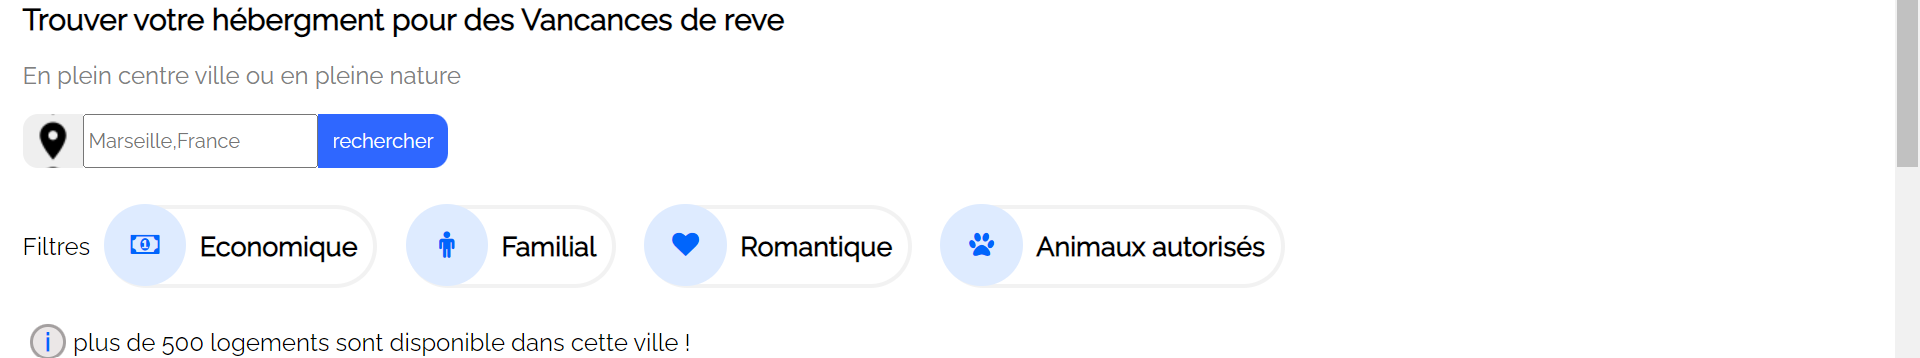 Trouver votre hébergment pour des Vancances de reve
En plein centre ville ou en pleine nature
Marseille,France rechercher
Filtres Economique Familial Romantique Animaux autorisés
i plus de 500 logements sont disponible dans cette ville !